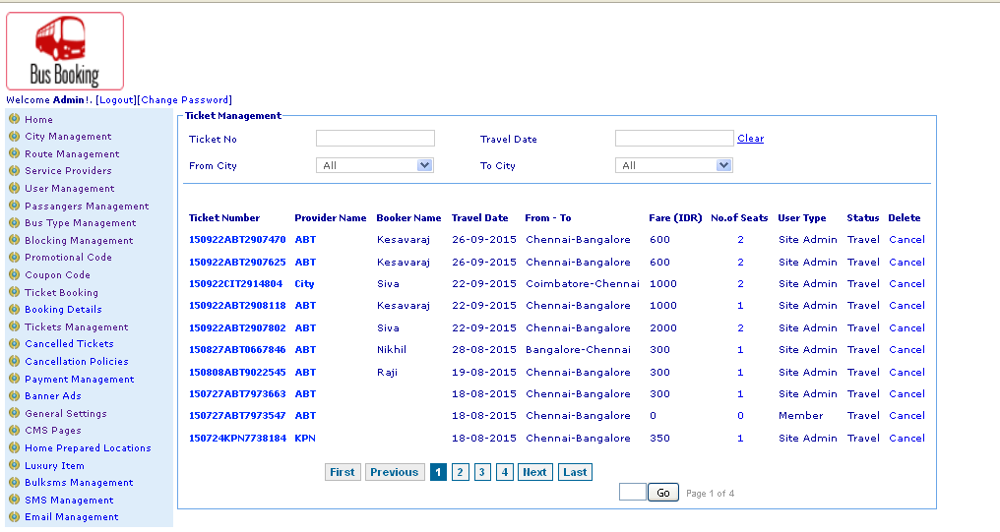 Bus Booking
Welcome Admin!. [Logout][Change Password]
Home
City Management
Route Management
Service Providers
User Management
Passangers Management
Bus Type Management
Blocking Management
Promotional Code
Coupon Code
Ticket Booking
Booking Details
Tickets Management
Cancelled Tickets
Cancellation Policies
Payment Management
Banner Ads
General Settings
CMS Pages
Home Prepared Locations
Luxury Item
Bulksms Management
SMS Management
Email Management
Ticket Management
Ticket No Travel Date Clear
From City All To City All
Ticket Number Provider Name Booker Name Travel Date From - To Fare (IDR) No.of Seats User Type Status Delete
150922ABT2907470 ABT Kesavaraj 26-09-2015 Chennai-Bangalore 600 2 Site Admin Travel Cancel
150922ABT2907625 ABT Kesavaraj 26-09-2015 Chennai-Bangalore 600 2 Site Admin Travel Cancel
150922CIT2914804 City Siva 22-09-2015 Coimbatore-Chennai 1000 2 Site Admin Travel Cancel
150922ABT2908118 ABT Kesavaraj 22-09-2015 Chennai-Bangalore 1000 1 Site Admin Travel Cancel
150922ABT2907802 ABT Siva 22-09-2015 Chennai-Bangalore 2000 2 Site Admin Travel Cancel
150827ABT0667846 ABT Nikhil 28-08-2015 Bangalore-Chennai 300 1 Site Admin Travel Cancel
150808ABT9022545 ABT Raji 19-08-2015 Chennai-Bangalore 300 1 Site Admin Travel Cancel
150727ABT7973663 ABT 18-08-2015 Chennai-Bangalore 300 1 Site Admin Travel Cancel
150727ABT7973547 ABT 18-08-2015 Chennai-Bangalore 0 0 Member Travel Cancel
150724KPN7738184 KPN 18-08-2015 Chennai-Bangalore 350 1 Site Admin Travel Cancel
First Previous 1 2 3 4 Next Last
Go Page 1 of 4